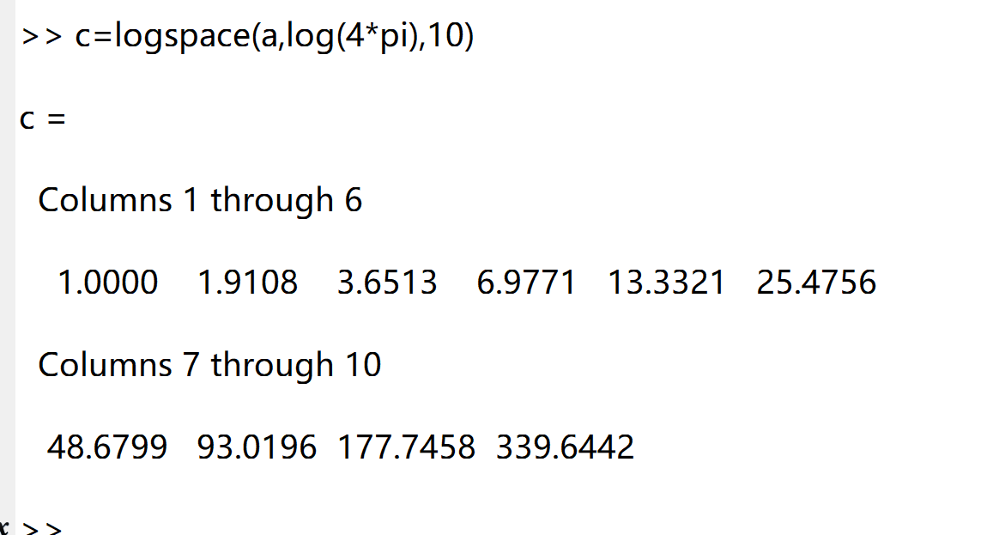 >> c=logspace(a,log(4*pi),10)
c =
Columns 1 through 6
1.0000 1.9108 3.6513 6.9771 13.3321 25.4756
Columns 7 through 10
48.6799 93.0196 177.7458 339.6442
>>